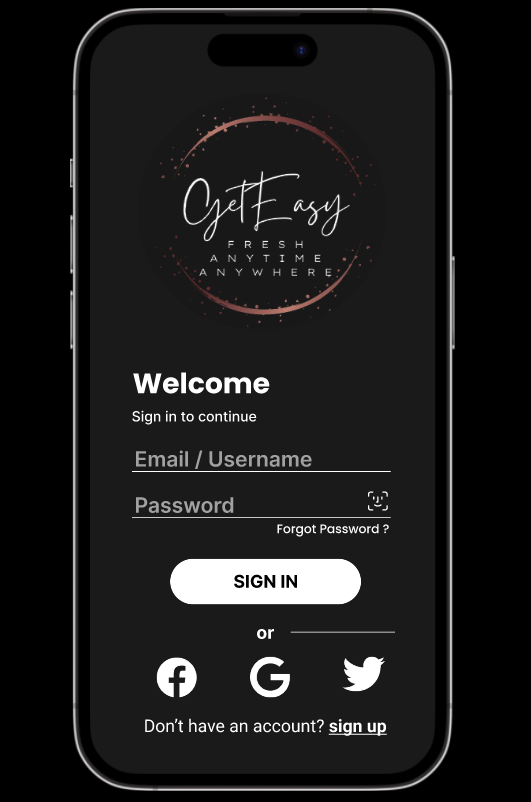 GetEasy
FRESH
ANYTIME
ANYWHERE
Welcome
Sign in to continue
Email / Username
Password
Forgot Password ?
SIGN IN
or
Don't have an account? sign up